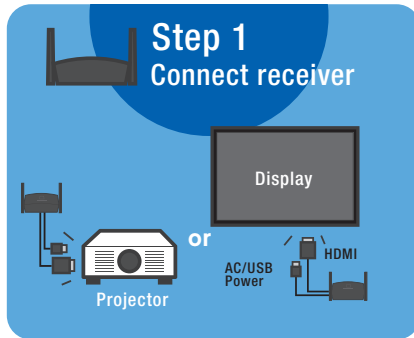 Step 1
Connect receiver
Display
or
HDMI
AC/USB
Power
Projector